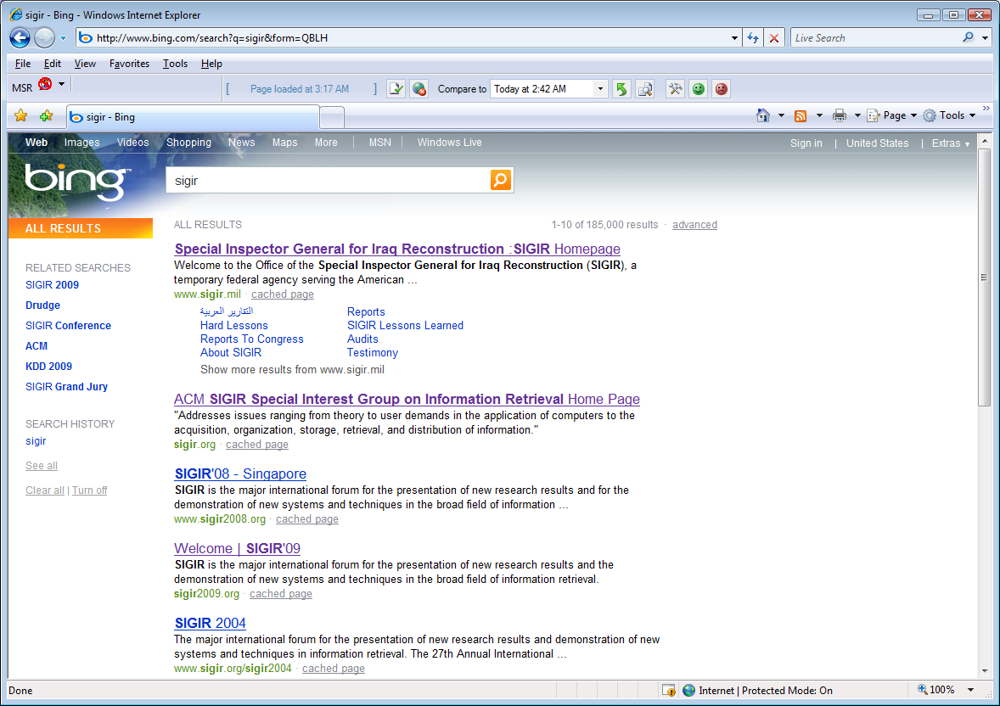 sigir - Bing - Windows Internet Explorer
http://www.bing.com/search?q=sigir&form=QBLH
Live Search
File Edit View Favorites Tools Help
MSR
[ Page loaded at 3:17 AM ]
Compare to Today at 2:42 AM
sigir - Bing
Page Tools
Web Images Videos Shopping News Maps More | MSN | Windows Live
Sign in | United States | Extras
bing™
sigir
ALL RESULTS
RELATED SEARCHES
SIGIR 2009
Drudge
SIGIR Conference
ACM
KDD 2009
SIGIR Grand Jury
SEARCH HISTORY
sigir
See all
Clear all | Turn off
ALL RESULTS
1-10 of 185,000 results · advanced
Special Inspector General for Iraq Reconstruction :SIGIR Homepage
Welcome to the Office of the Special Inspector General for Iraq Reconstruction (SIGIR), a
temporary federal agency serving the American ...
www.sigir.mil · cached page
التقارير العربية Reports
Hard Lessons SIGIR Lessons Learned
Reports To Congress Audits
About SIGIR Testimony
Show more results from www.sigir.mil
ACM SIGIR Special Interest Group on Information Retrieval Home Page
"Addresses issues ranging from theory to user demands in the application of computers to the
acquisition, organization, storage, retrieval, and distribution of information."
sigir.org · cached page
SIGIR'08 - Singapore
SIGIR is the major international forum for the presentation of new research results and for the
demonstration of new systems and techniques in the broad field of information ...
www.sigir2008.org · cached page
Welcome | SIGIR'09
SIGIR is the major international forum for the presentation of new research results and the
demonstration of new systems and techniques in the broad field of information retrieval.
sigir2009.org · cached page
SIGIR 2004
The major international forum for the presentation of new research results and demonstration of new
systems and techniques in information retrieval. The 27th Annual International ...
www.sigir.org/sigir2004 · cached page
Done
Internet | Protected Mode: On
100%